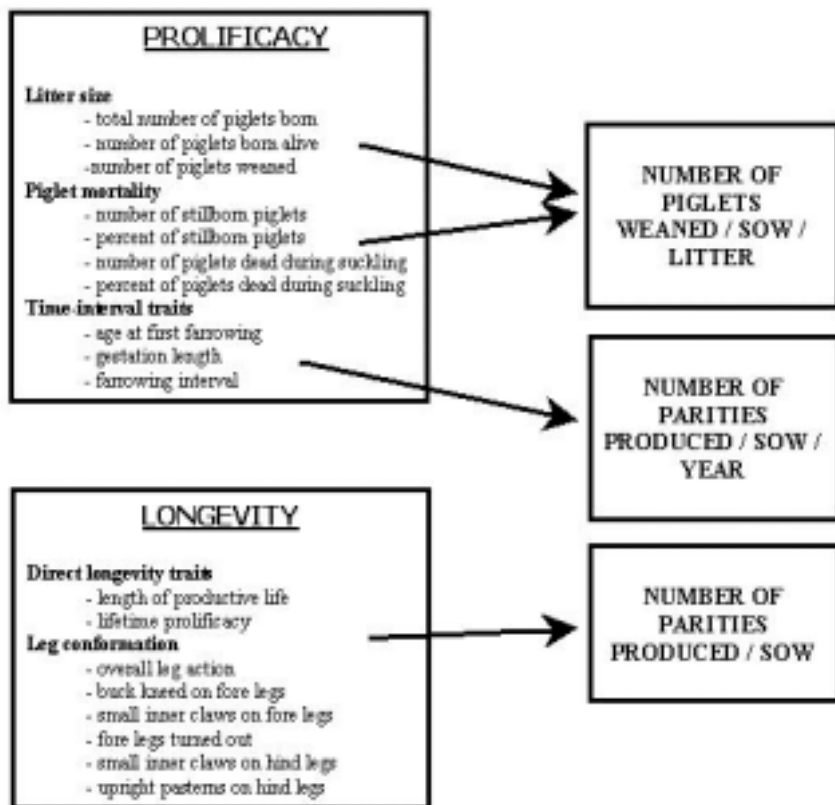 PROLIFICACY
Litter size
- total number of piglets born
- number of piglets born alive
-number of piglets weaned
Piglet mortality
- number of stillborn piglets
- percent of stillborn piglets
- number of piglets dead during suckling
- percent of piglets dead during suckling
Time-interval traits
- age at first farrowing
- gestation length
- farrowing interval
NUMBER OF
PIGLETS
WEANED / SOW /
LITTER
NUMBER OF
PARITIES
PRODUCED / SOW /
YEAR
LONGEVITY
Direct longevity traits
- length of productive life
- lifetime prolificacy
Leg conformation
- overall leg action
- buck kneed on fore legs
- small inner claws on fore legs
- fore legs turned out
- small inner claws on hind legs
- upright pasterns on hind legs
NUMBER OF
PARITIES
PRODUCED / SOW